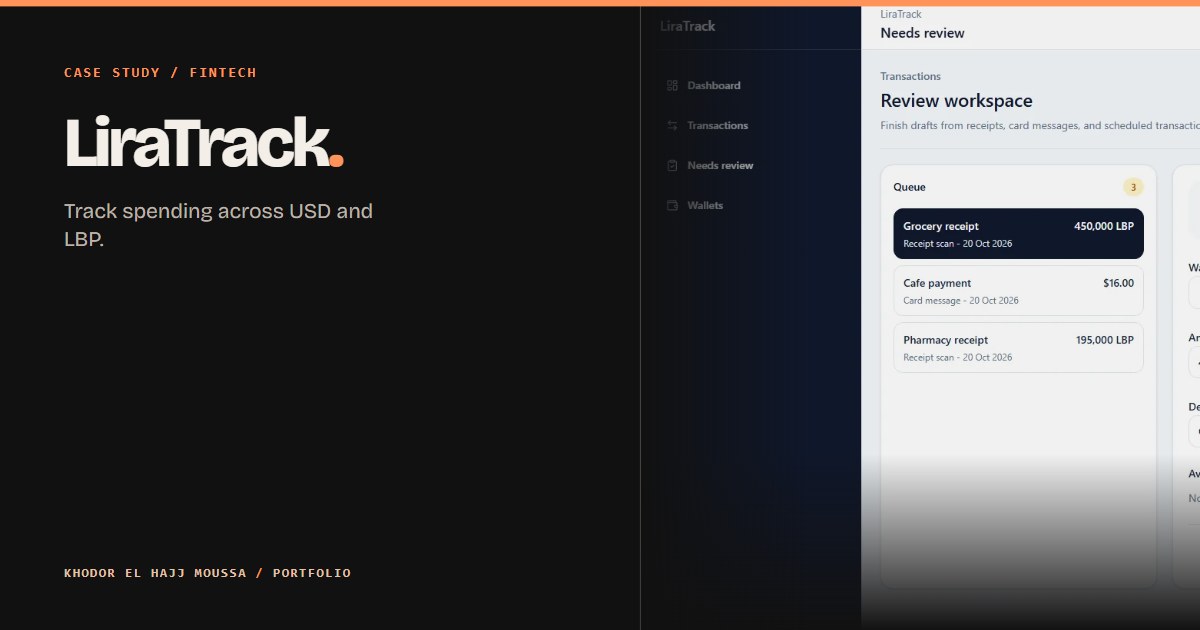 CASE STUDY / FINTECH
LiraTrack.
Track spending across USD and
LBP.
KHODOR EL HAJJ MOUSSA / PORTFOLIO
LiraTrack
Dashboard
Transactions
Needs review
Wallets
LiraTrack
Needs review
Transactions
Review workspace
Finish drafts from receipts, card messages, and scheduled
Queue 3
Grocery receipt 450,000 LBP
Receipt scan - 20 Oct 2026
Cafe payment $16.00
Card message - 20 Oct 2026
Pharmacy receipt 195,000 LBP
Receipt scan - 20 Oct 2026